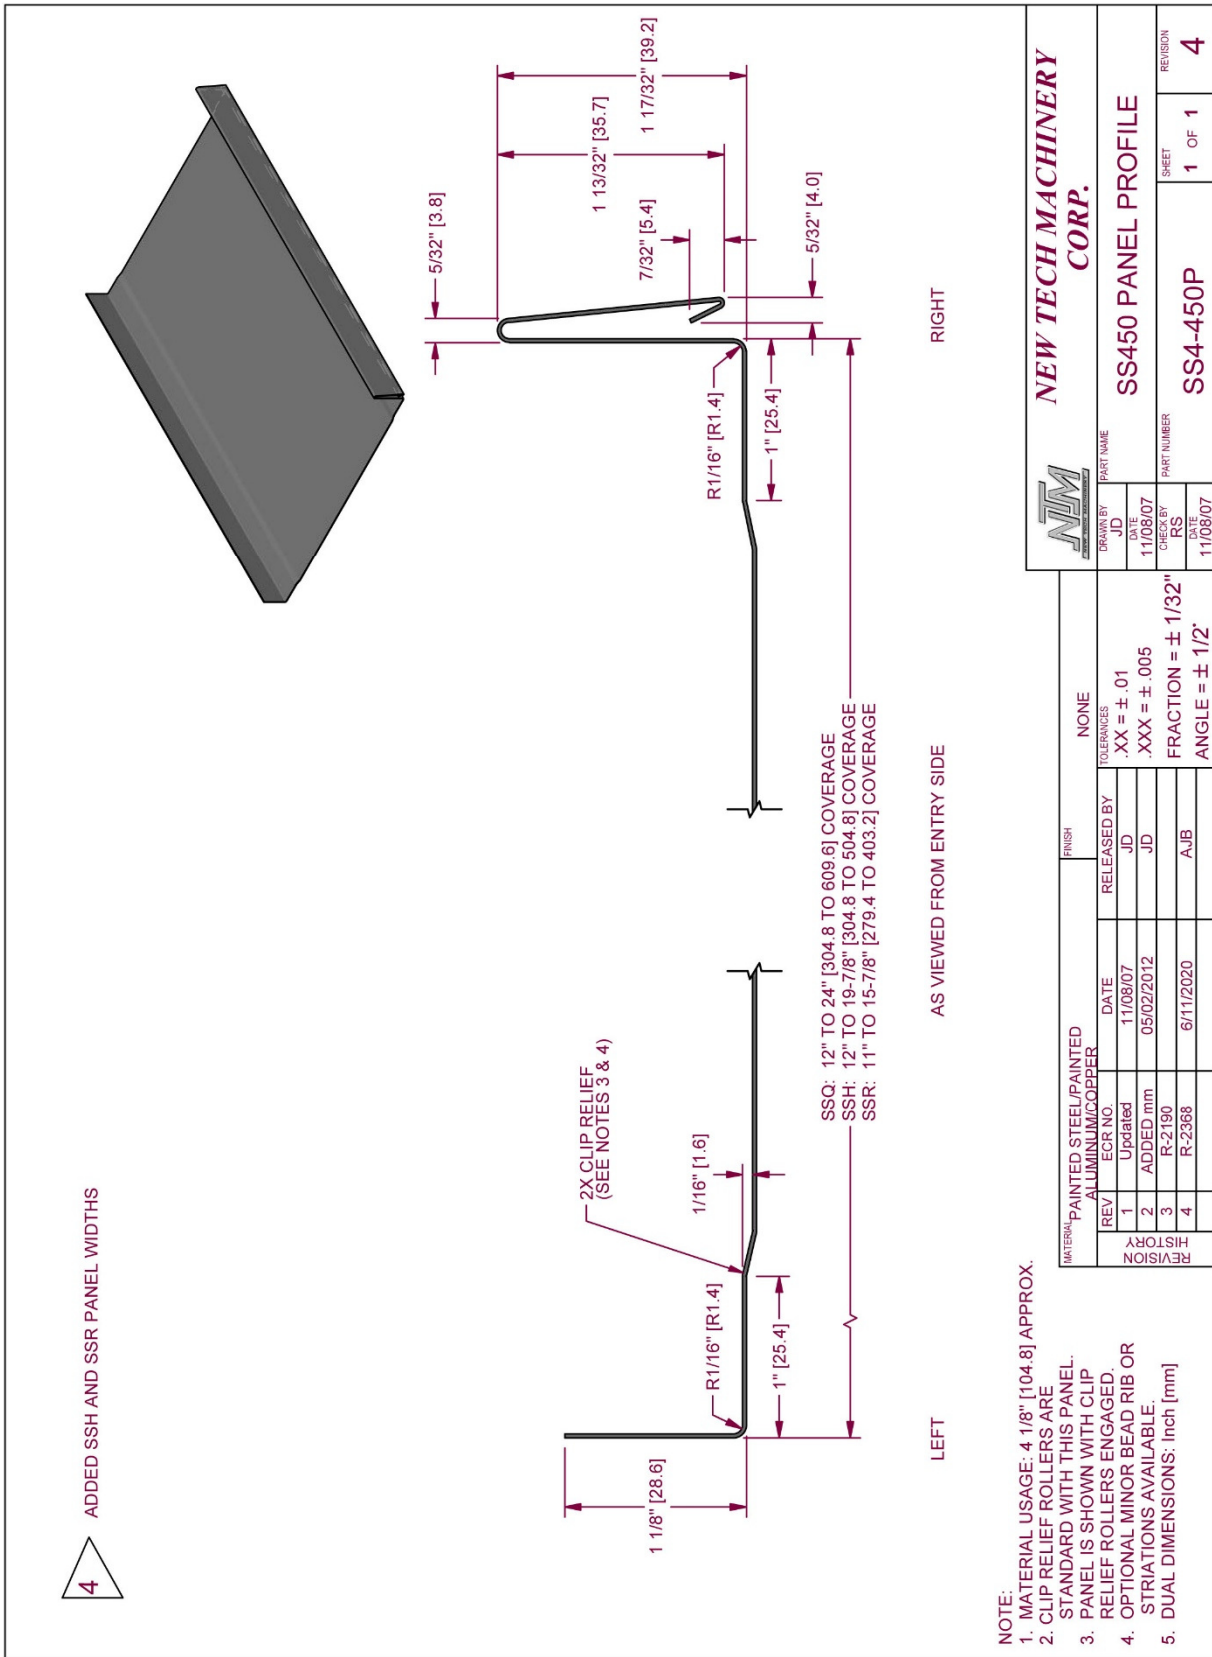 4
ADDED SSH AND SSR PANEL WIDTHS
5/32" [3.8]
1 13/32" [35.7]
1 17/32" [39.2]
7/32" [5.4]
5/32" [4.0]
R1/16" [R1.4]
1" [25.4]
2X CLIP RELIEF
(SEE NOTES 3 & 4)
1/16" [1.6]
R1/16" [R1.4]
1" [25.4]
1 1/8" [28.6]
SSQ: 12" TO 24" [304.8 TO 609.6] COVERAGE
SSH: 12" TO 19-7/8" [304.8 TO 504.8] COVERAGE
SSR: 11" TO 15-7/8" [279.4 TO 403.2] COVERAGE
LEFT
AS VIEWED FROM ENTRY SIDE
RIGHT
NOTE:
1. MATERIAL USAGE: 4 1/8" [104.8] APPROX.
2. CLIP RELIEF ROLLERS ARE
STANDARD WITH THIS PANEL.
3. PANEL IS SHOWN WITH CLIP
RELIEF ROLLERS ENGAGED.
4. OPTIONAL MINOR BEAD RIB OR
STRIATIONS AVAILABLE.
5. DUAL DIMENSIONS: Inch [mm]
MATERIAL
PAINTED STEEL/PAINTED
ALUMINUM/COPPER
FINISH
NONE
REVISION
HISTORY
REV ECR NO. DATE RELEASED BY
1 Updated 11/08/07 JD
2 ADDED mm 05/02/2012 JD
3 R-2190
4 R-2368 6/11/2020 AJB
TOLERANCES
.XX = ± .01
.XXX = ± .005
FRACTION = ± 1/32"
ANGLE = ± 1/2°
NTM
NEW TECH MACHINERY
NEW TECH MACHINERY
CORP.
DRAWN BY
JD
DATE
11/08/07
CHECK BY
RS
DATE
11/08/07
PART NAME
SS450 PANEL PROFILE
PART NUMBER
SS4-450P
SHEET
1 OF 1
REVISION
4